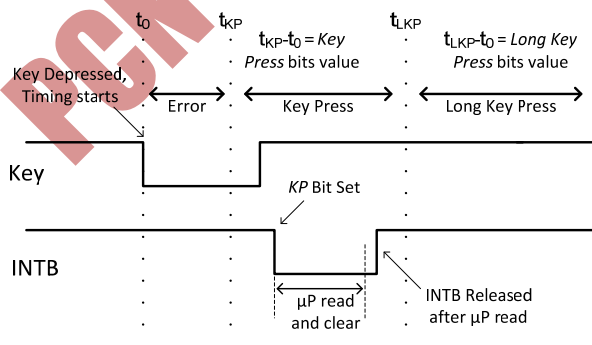 t0 tKP tLKP
tKP-t0 = Key
Press bits value
tLKP-t0 = Long Key
Press bits value
Key Depressed,
Timing starts
Error
Key Press
Long Key Press
Key
KP Bit Set
INTB
µP read
and clear
INTB Released
after µP read
PCN